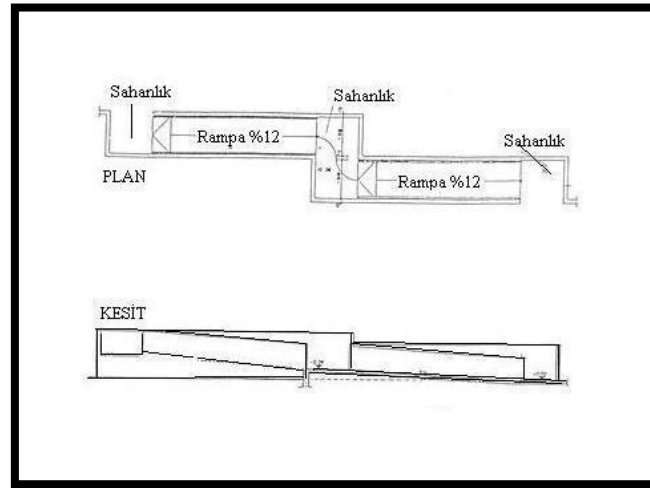 Sahanlık
Sahanlık
Sahanlık
Rampa %12
Rampa %12
PLAN
KESİT